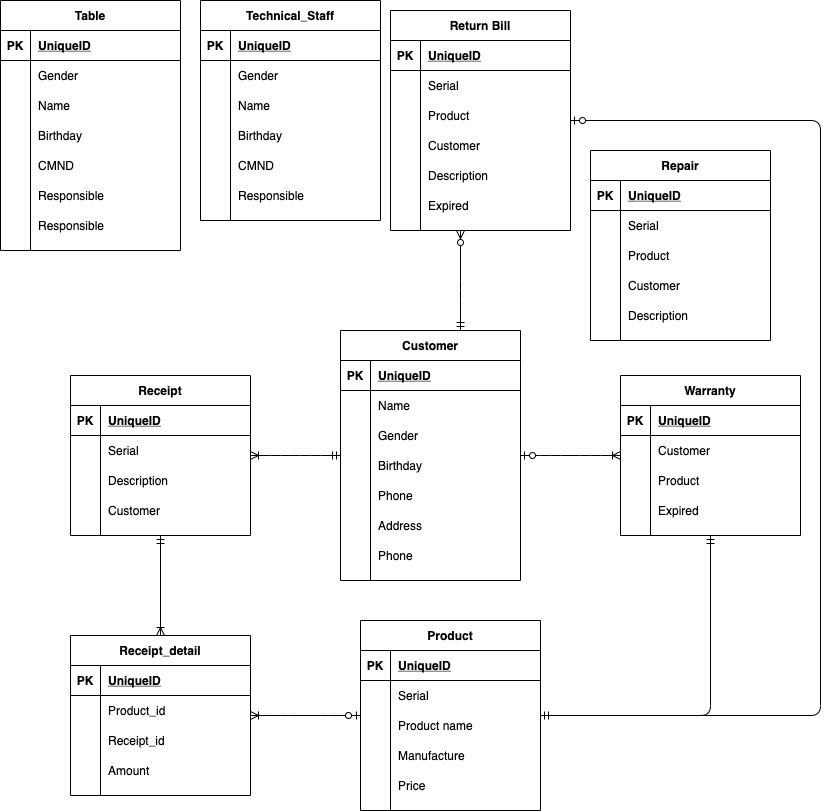 Table
PK UniqueID
Gender
Name
Birthday
CMND
Responsible
Responsible
Technical_Staff
PK UniqueID
Gender
Name
Birthday
CMND
Responsible
Return Bill
PK UniqueID
Serial
Product
Customer
Description
Expired
Repair
PK UniqueID
Serial
Product
Customer
Description
Customer
PK UniqueID
Name
Gender
Birthday
Phone
Address
Phone
Receipt
PK UniqueID
Serial
Description
Customer
Warranty
PK UniqueID
Customer
Product
Expired
Receipt_detail
PK UniqueID
Product_id
Receipt_id
Amount
Product
PK UniqueID
Serial
Product name
Manufacture
Price